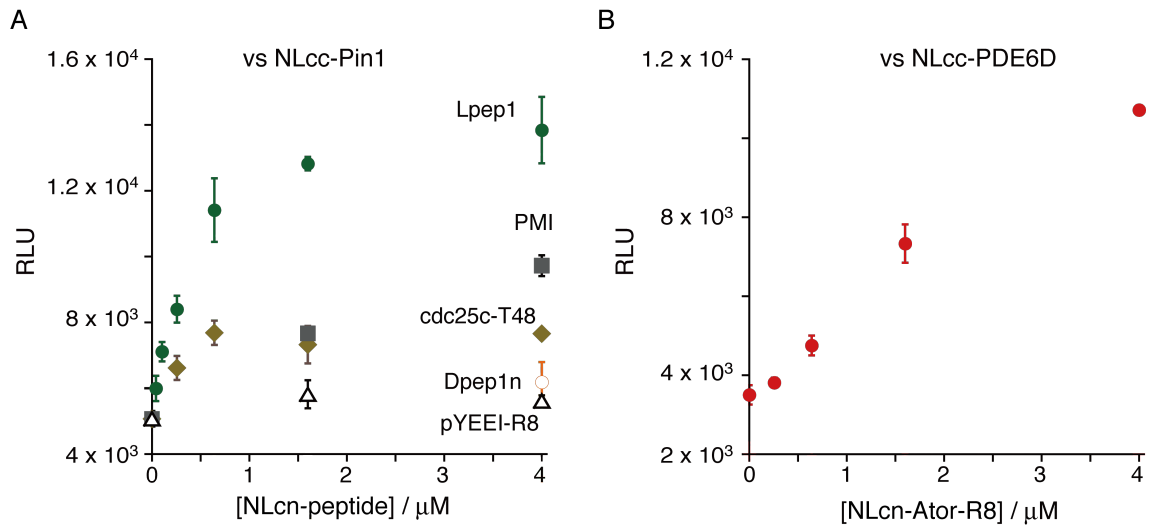 A
vs NLcc-Pin1
RLU
1.6 x 10⁴
1.2 x 10⁴
8 x 10³
4 x 10³
Lpep1
PMI
cdc25c-T48
Dpep1n
pYEEI-R8
0 1 2 3 4
[NLcn-peptide] / μM
B
vs NLcc-PDE6D
RLU
1.2 x 10⁴
8 x 10³
4 x 10³
2 x 10³
0 1 2 3 4
[NLcn-Ator-R8] / μM